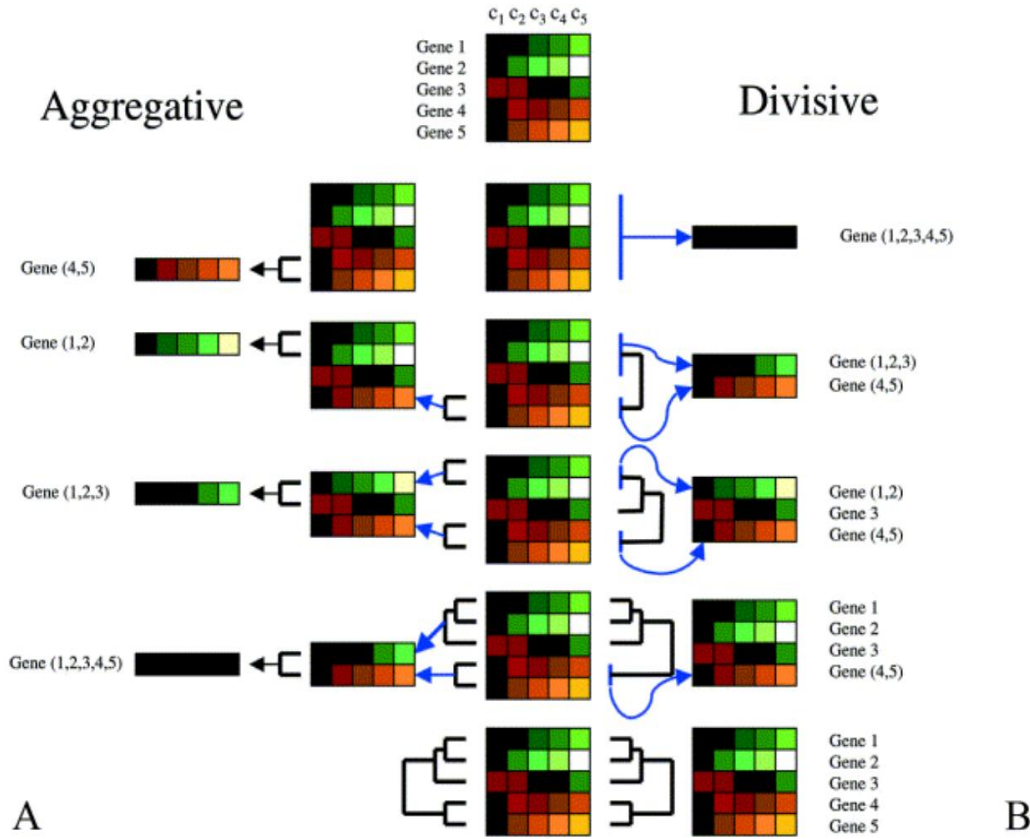 c1 c2 c3 c4 c5
Gene 1
Gene 2
Gene 3
Gene 4
Gene 5
Aggregative
Divisive
Gene (4,5)
Gene (1,2,3,4,5)
Gene (1,2)
Gene (1,2,3)
Gene (4,5)
Gene (1,2,3)
Gene (1,2)
Gene 3
Gene (4,5)
Gene (1,2,3,4,5)
Gene 1
Gene 2
Gene 3
Gene (4,5)
Gene 1
Gene 2
Gene 3
Gene 4
Gene 5
A
B